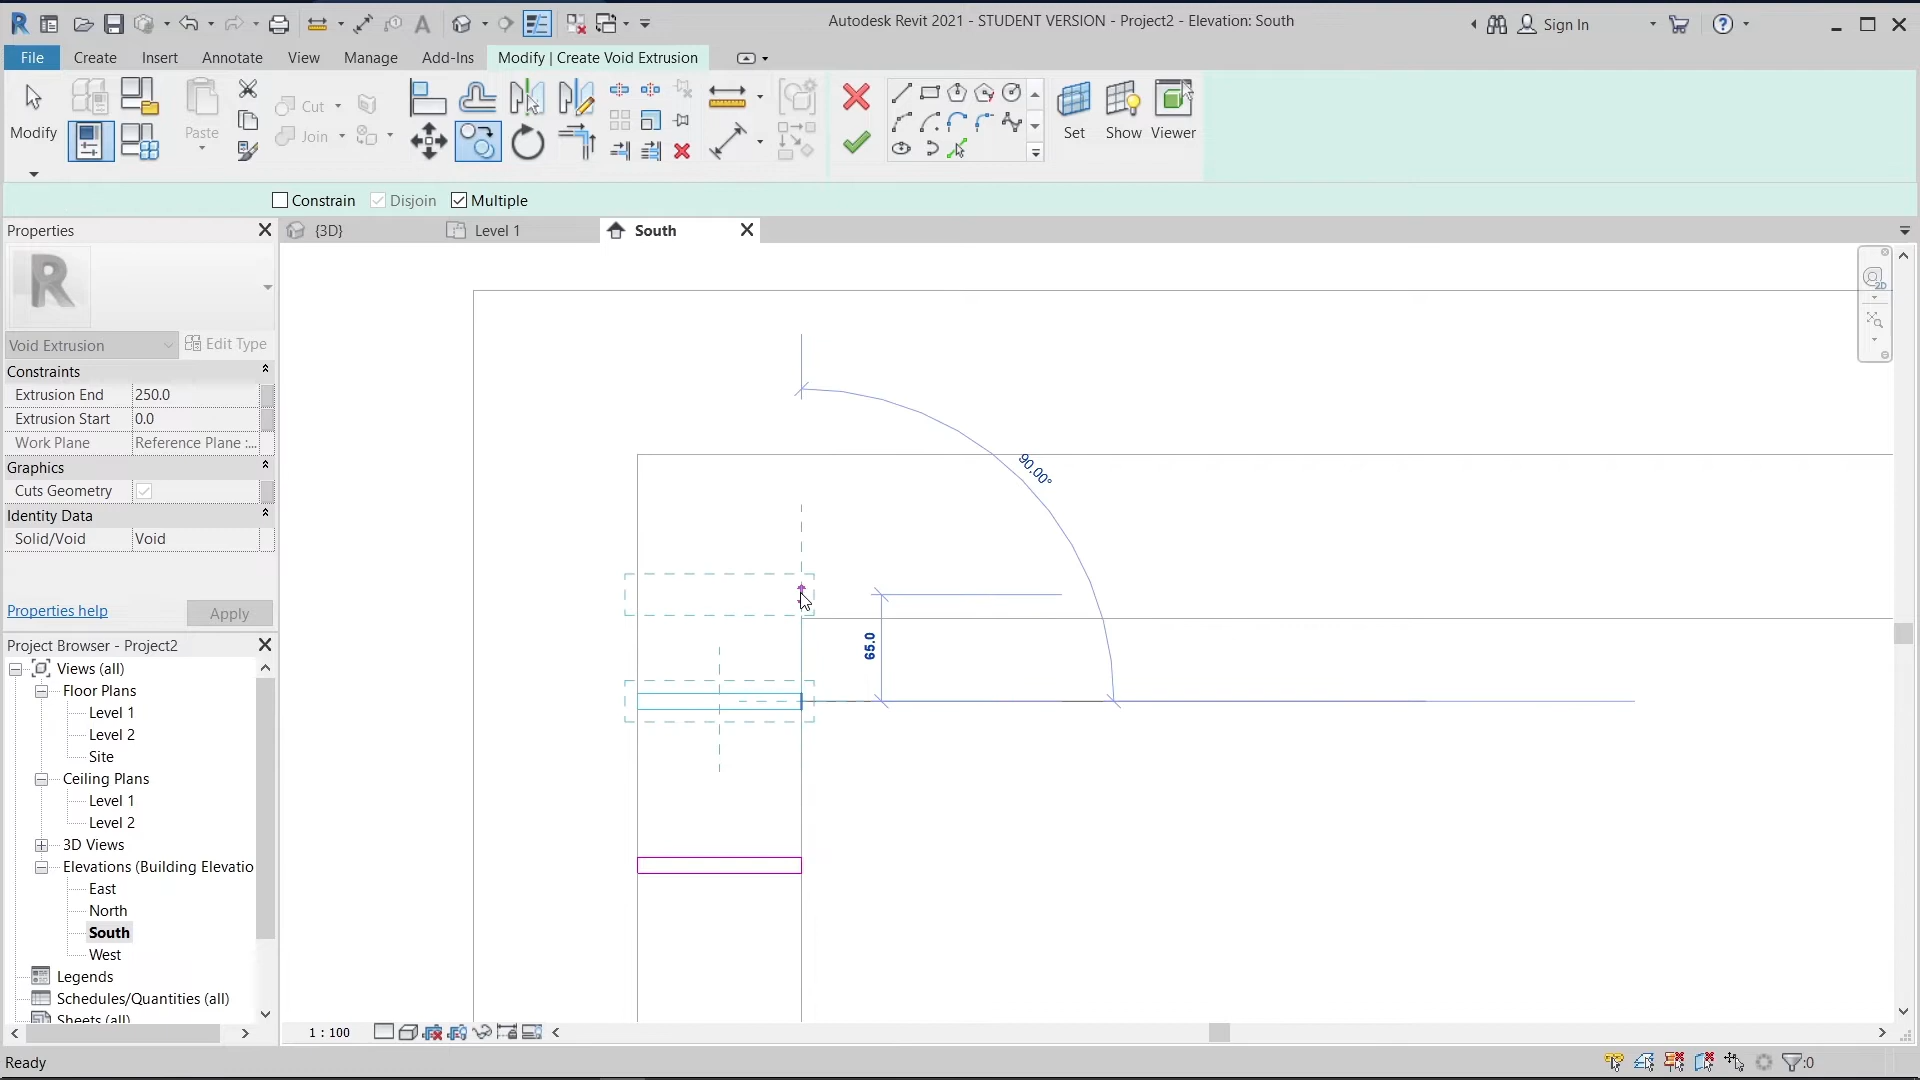 Autodesk Revit 2021 - STUDENT VERSION - Project2 - Elevation: South
Sign In
File Create Insert Annotate View Manage Add-Ins Modify | Create Void Extrusion
Modify
Paste
Cut
Join
Set Show Viewer
Constrain Disjoin Multiple
Properties
{3D} Level 1 South
R
Void Extrusion Edit Type
Constraints
Extrusion End 250.0
Extrusion Start 0.0
Work Plane Reference Plane :...
Graphics
Cuts Geometry
Identity Data
Solid/Void Void
Properties help Apply
90.00°
65.0
2D
Project Browser - Project2
Views (all)
Floor Plans
Level 1
Level 2
Site
Ceiling Plans
Level 1
Level 2
3D Views
Elevations (Building Elevatio
East
North
South
West
Legends
Schedules/Quantities (all)
Sheets (all)
1 : 100
Ready
:0